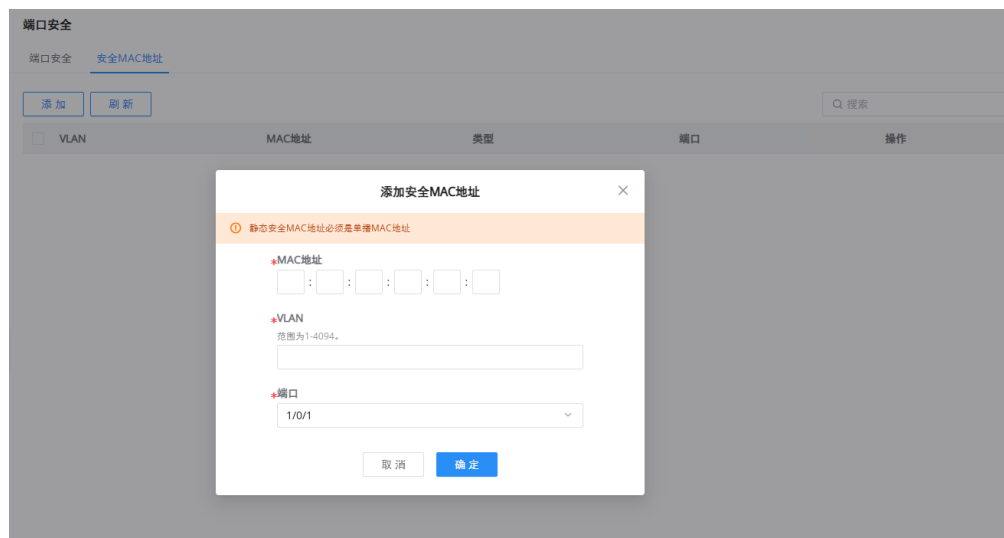 端口安全
端口安全 安全MAC地址
添 加 刷 新 搜索
VLAN MAC地址 类型 端口 操作
添加安全MAC地址
静态安全MAC地址必须是单播MAC地址
*MAC地址
: : : : :
*VLAN
范围为1-4094。
*端口
1/0/1
取 消 确 定